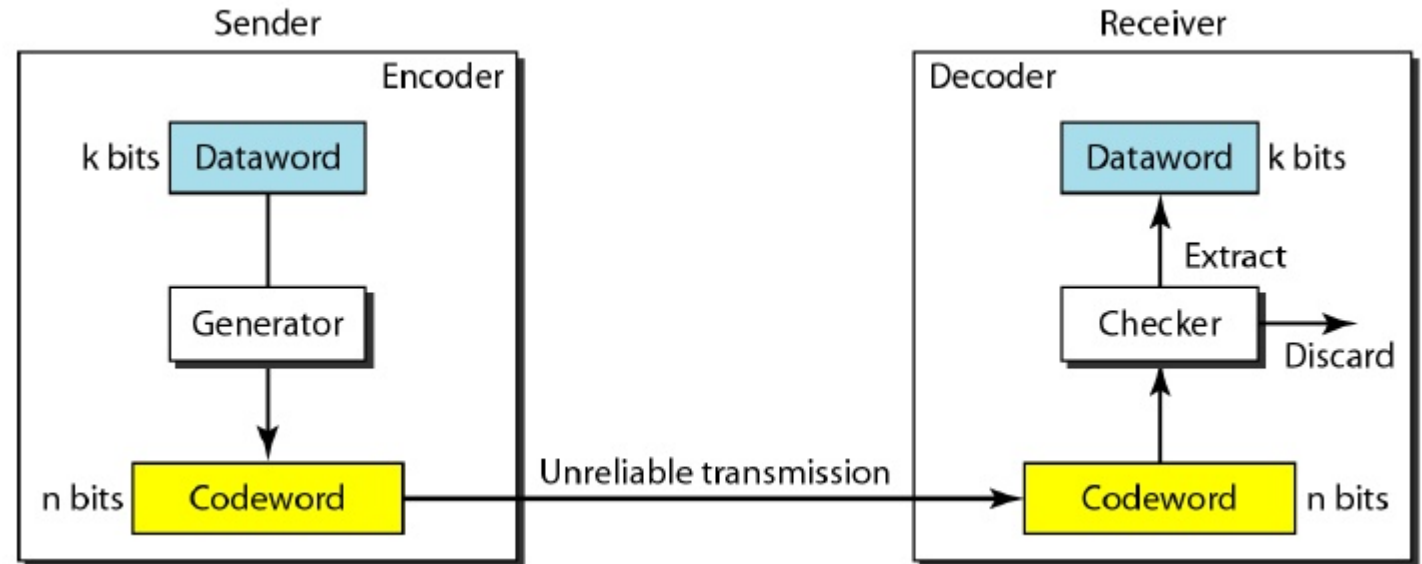 Sender
Receiver
Encoder
Decoder
k bits
Dataword
Dataword
k bits
Extract
Generator
Checker
Discard
Unreliable transmission
n bits
Codeword
Codeword
n bits